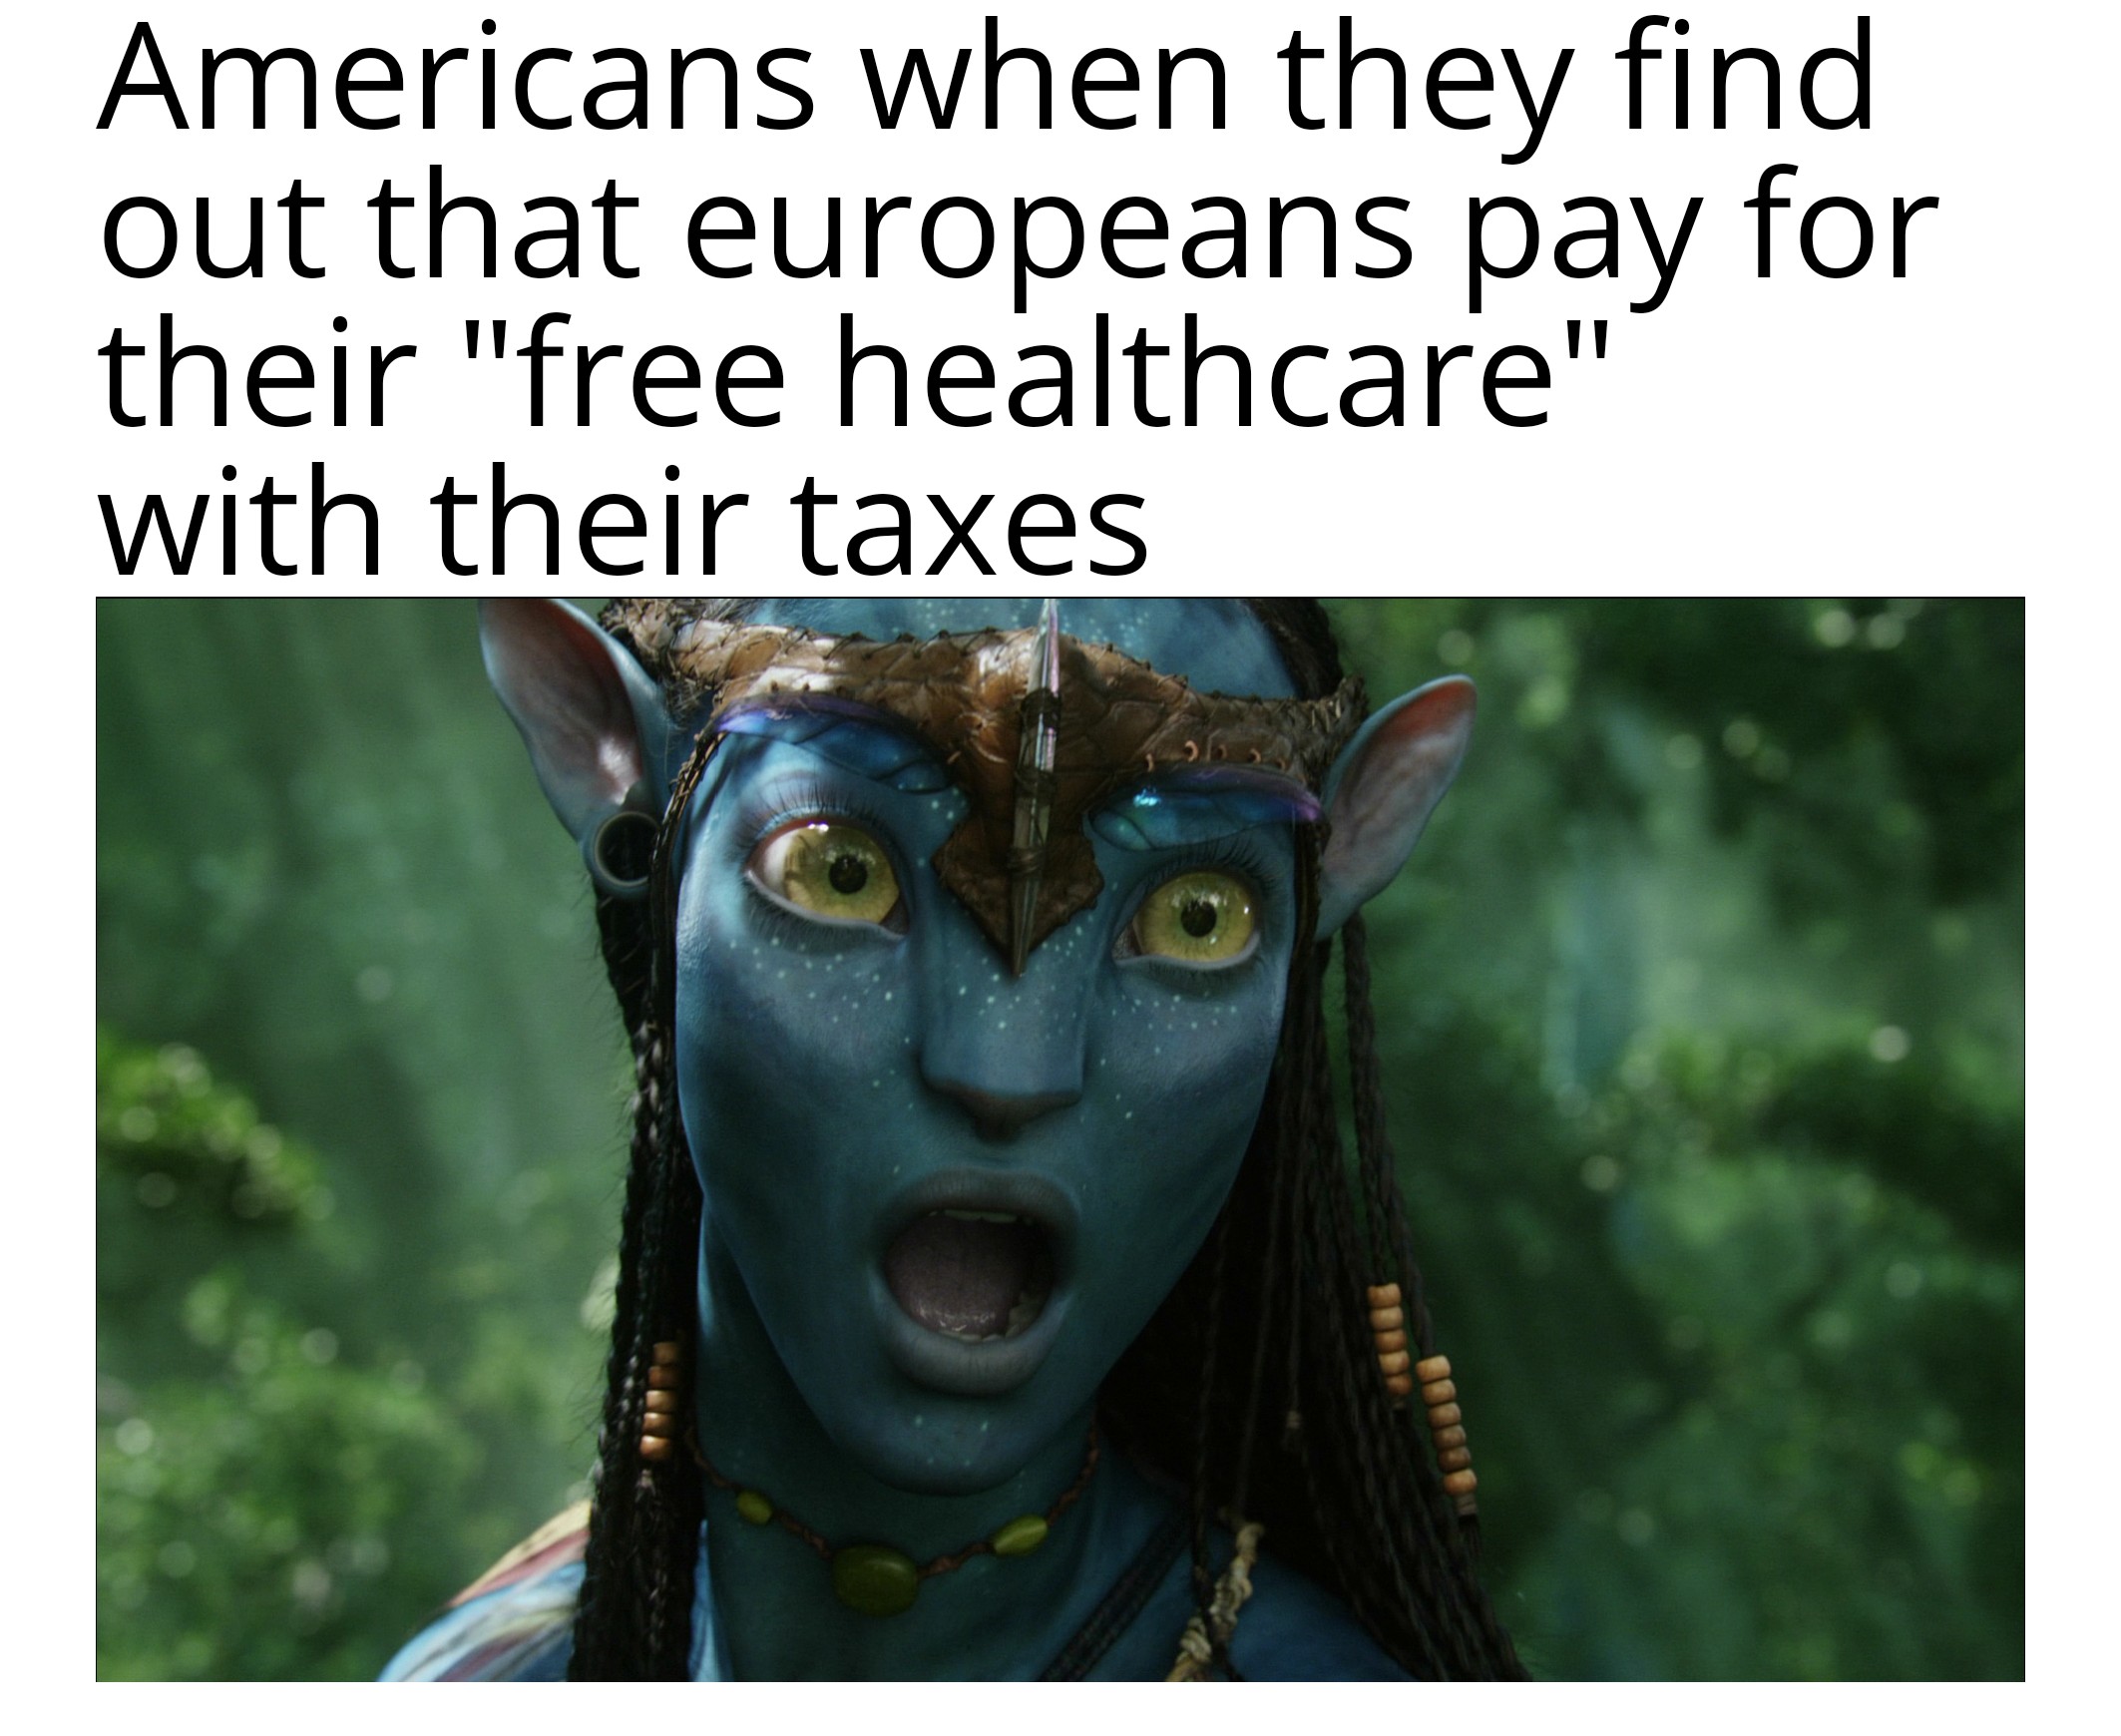 Americans when they find
out that europeans pay for
their "free healthcare"
with their taxes